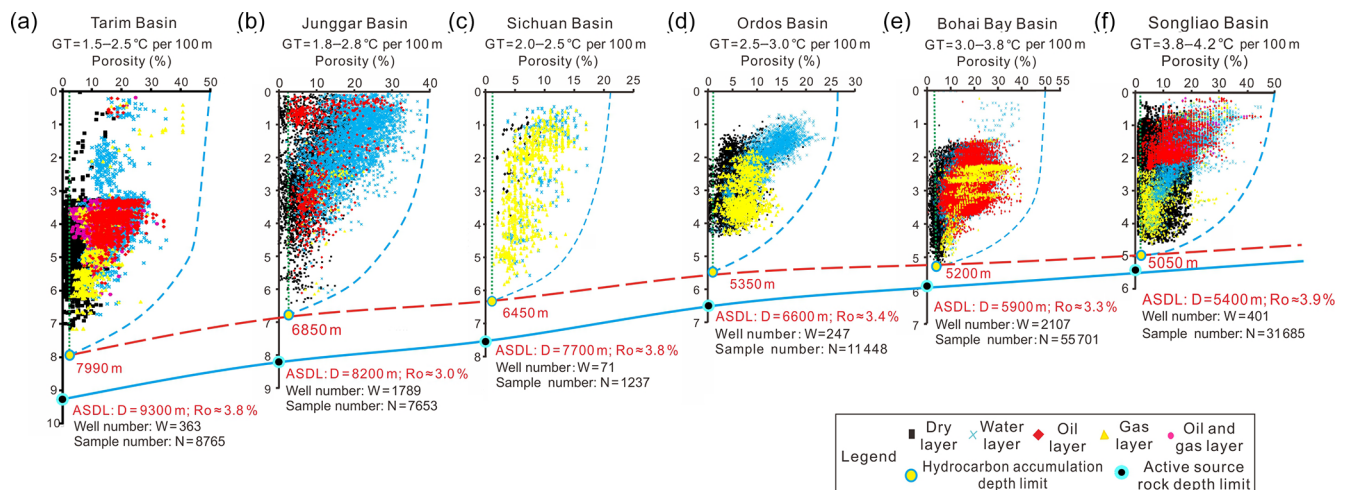 (a) Tarim Basin
GT=1.5–2.5°C per 100 m
Porosity (%)
0 10 20 30 40 50
0
1
2
3
4
5
6
7
8
9
10
7990 m
ASDL: D=9300 m; Ro≈3.8%
Well number: W=363
Sample number: N=8765
(b) Junggar Basin
GT=1.8–2.8°C per 100 m
Porosity (%)
0 10 20 30 40
0
1
2
3
4
5
6
7
8
9
6850 m
ASDL: D=8200 m; Ro≈3.0%
Well number: W=1789
Sample number: N=7653
(c) Sichuan Basin
GT=2.0–2.5°C per 100 m
Porosity (%)
0 5 10 15 20 25
0
1
2
3
4
5
6
7
8
6450 m
ASDL: D=7700 m; Ro≈3.8%
Well number: W=71
Sample number: N=1237
(d) Ordos Basin
GT=2.5–3.0°C per 100 m
Porosity (%)
0 5 10 15 20 25 30
0
1
2
3
4
5
6
7
5350 m
ASDL: D=6600 m; Ro≈3.4%
Well number: W=247
Sample number: N=11448
(e) Bohai Bay Basin
GT=3.0–3.8°C per 100 m
Porosity (%)
0 10 20 30 40 50 55
0
1
2
3
4
5
6
7
5200 m
ASDL: D=5900 m; Ro≈3.3%
Well number: W=2107
Sample number: N=55701
(f) Songliao Basin
GT=3.8–4.2°C per 100 m
Porosity (%)
0 10 20 30 40 50
0
1
2
3
4
5
6
5050 m
ASDL: D=5400 m; Ro≈3.9%
Well number: W=401
Sample number: N=31685
Legend
Dry layer
Water layer
Oil layer
Gas layer
Oil and gas layer
Hydrocarbon accumulation depth limit
Active source rock depth limit